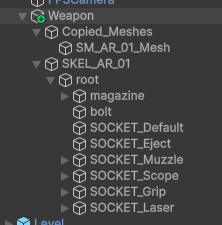 FPSCamera
Weapon
Copied_Meshes
SM_AR_01_Mesh
SKEL_AR_01
root
magazine
bolt
SOCKET_Default
SOCKET_Eject
SOCKET_Muzzle
SOCKET_Scope
SOCKET_Grip
SOCKET_Laser
Level